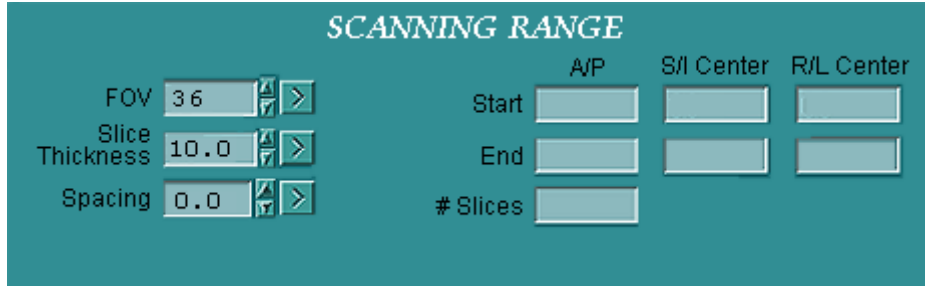 SCANNING RANGE
A/P S/I Center R/L Center
FOV 36 > Start
Slice
Thickness 10.0 > End
Spacing 0.0 > # Slices